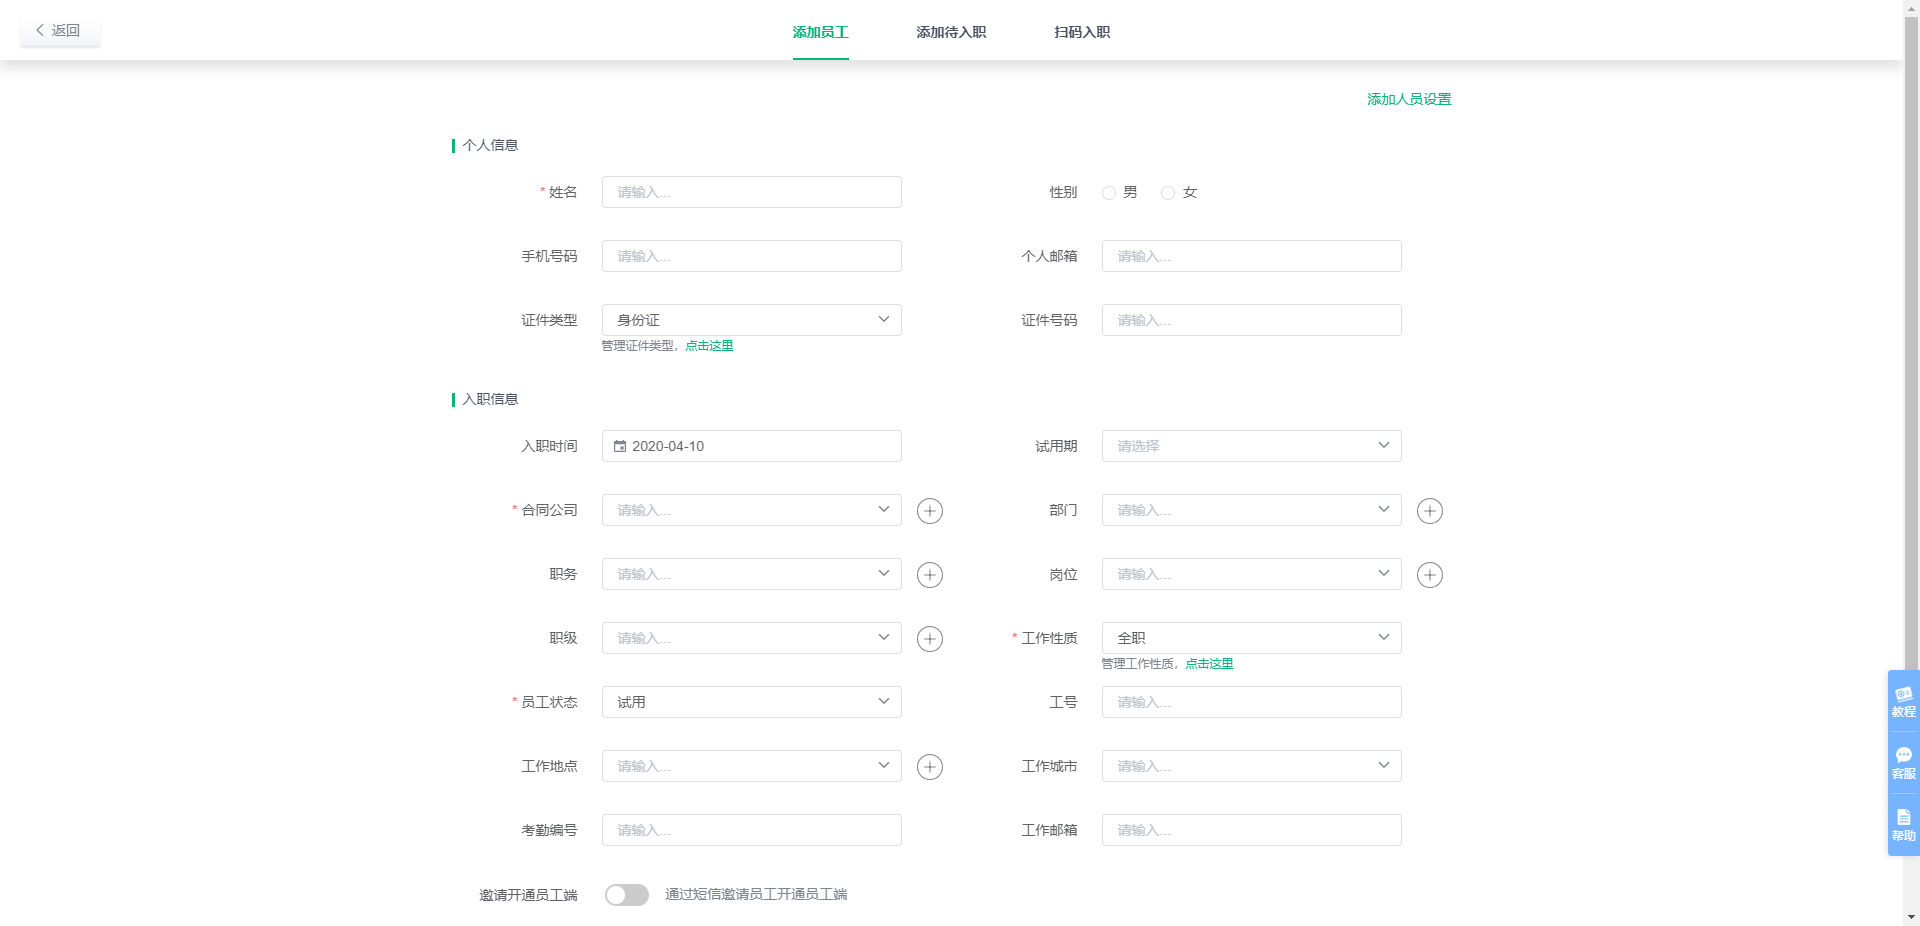 返回
添加员工 添加待入职 扫码入职
添加人员设置
个人信息
* 姓名 请输入... 性别 男 女
手机号码 请输入... 个人邮箱 请输入...
证件类型 身份证 证件号码 请输入...
管理证件类型，点击这里
入职信息
入职时间 2020-04-10 试用期 请选择
* 合同公司 请输入... 部门 请输入...
职务 请输入... 岗位 请输入...
职级 请输入... * 工作性质 全职
管理工作性质，点击这里
* 员工状态 试用 工号 请输入...
工作地点 请输入... 工作城市 请输入...
考勤编号 请输入... 工作邮箱 请输入...
邀请开通员工端 通过短信邀请员工开通员工端
教程
客服
帮助